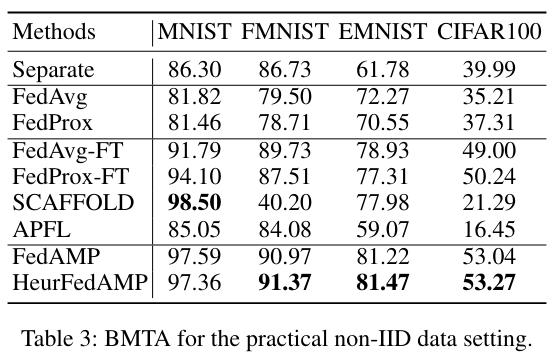 Methods MNIST FMNIST EMNIST CIFAR100
Separate 86.30 86.73 61.78 39.99
FedAvg 81.82 79.50 72.27 35.21
FedProx 81.46 78.71 70.55 37.31
FedAvg-FT 91.79 89.73 78.93 49.00
FedProx-FT 94.10 87.51 77.31 50.24
SCAFFOLD 98.50 40.20 77.98 21.29
APFL 85.05 84.08 59.07 16.45
FedAMP 97.59 90.97 81.22 53.04
HeurFedAMP 97.36 91.37 81.47 53.27
Table 3: BMTA for the practical non-IID data setting.